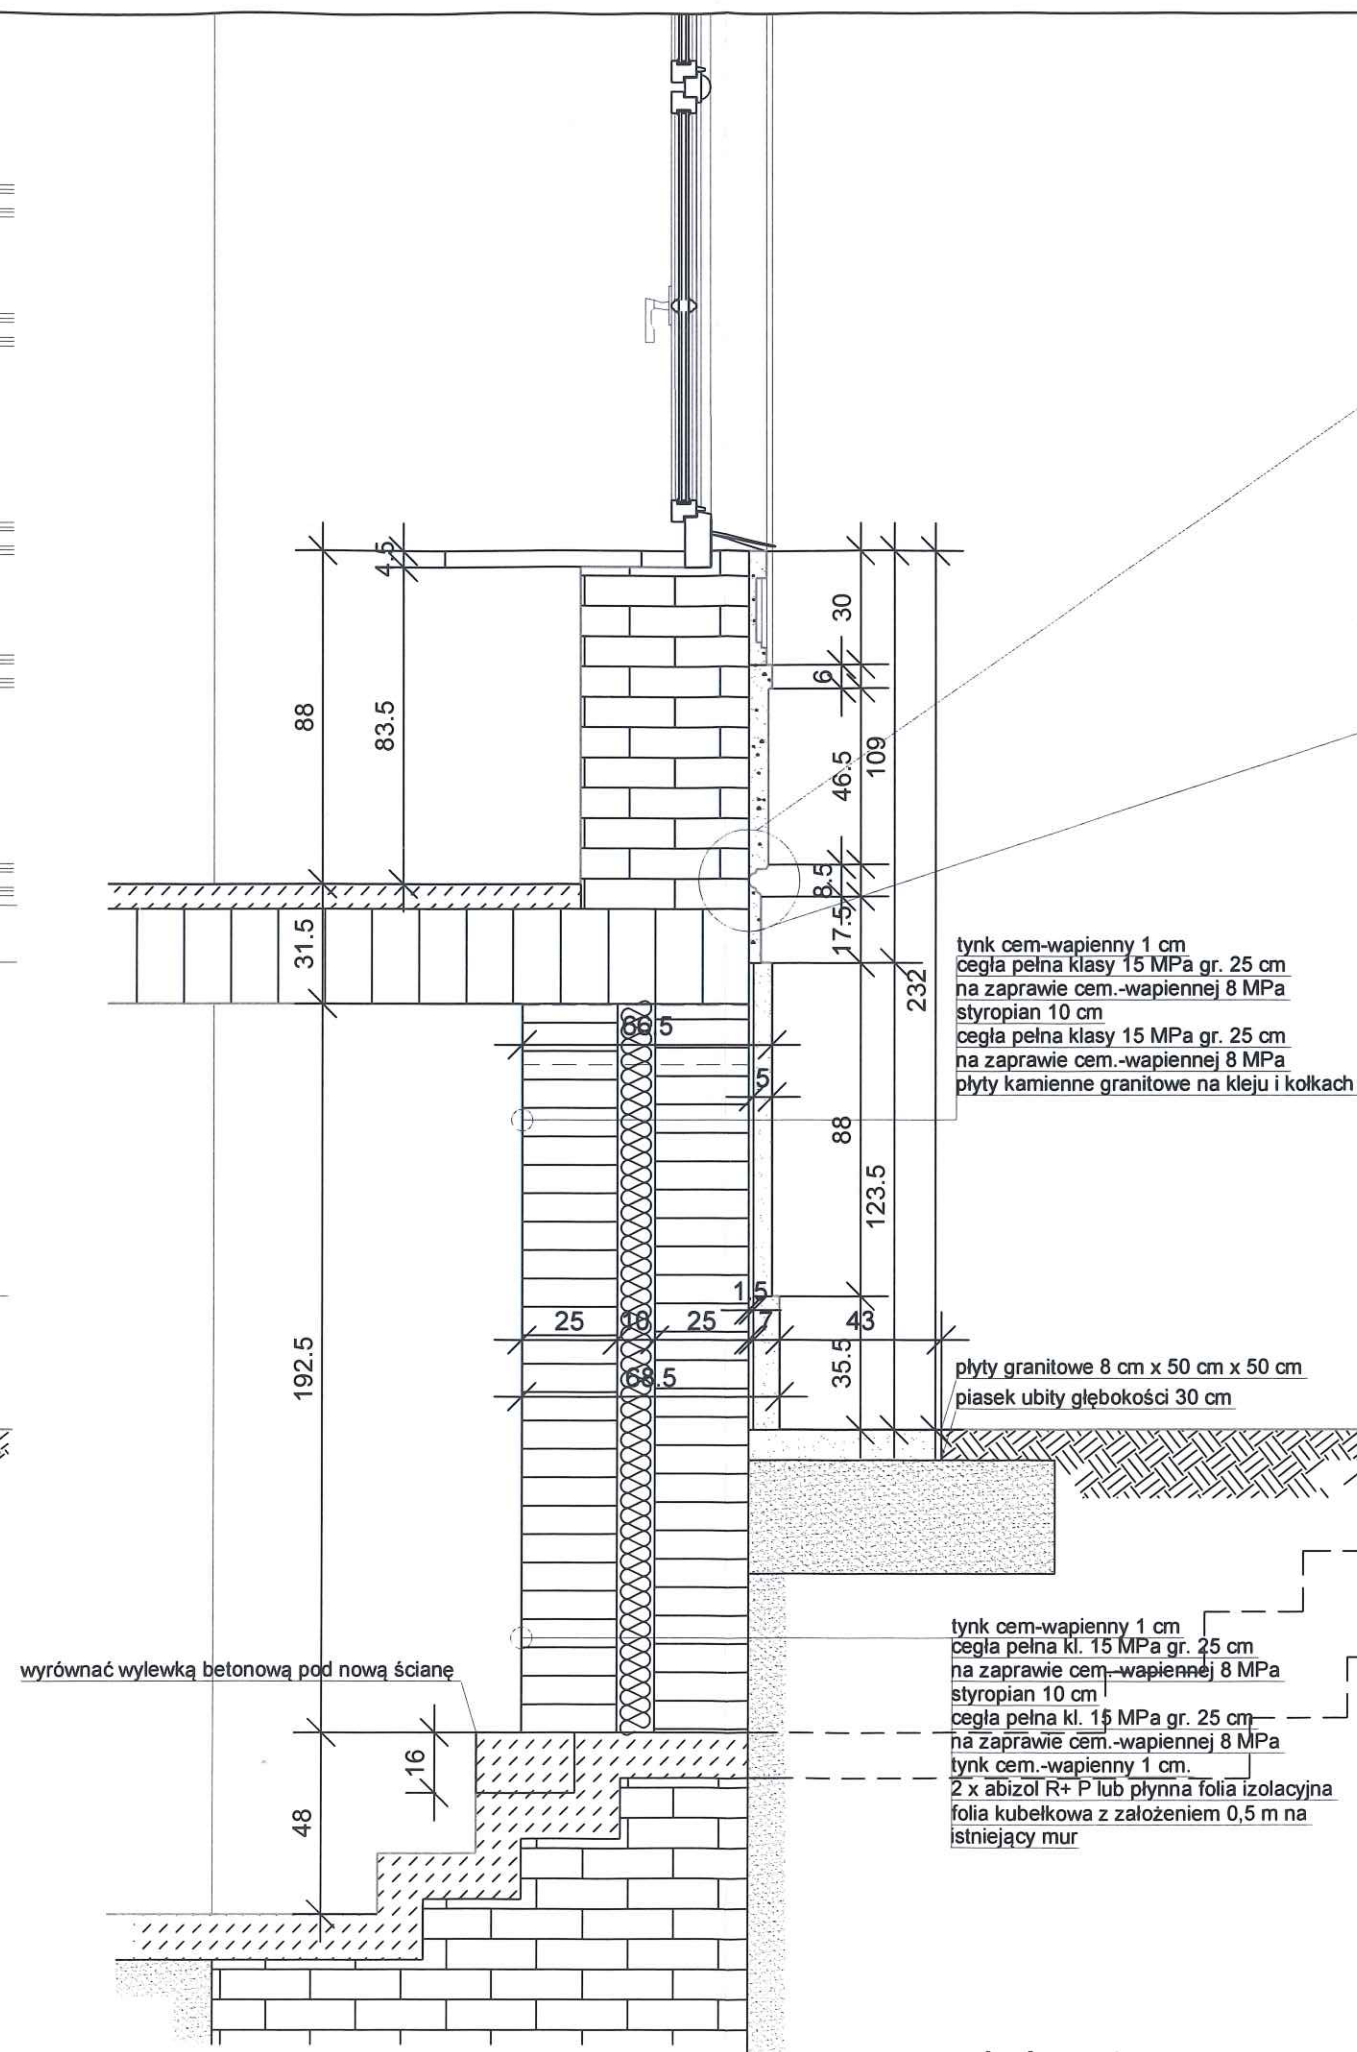 4.5
30
6
88
83.5
46.5
109
8.5
31.5
17.5
232
tynk cem-wapienny 1 cm
cegła pełna klasy 15 MPa gr. 25 cm
na zaprawie cem.-wapiennej 8 MPa
styropian 10 cm
cegła pełna klasy 15 MPa gr. 25 cm
na zaprawie cem.-wapiennej 8 MPa
płyty kamienne granitowe na kleju i kołkach
66.5
5
88
123.5
1.5
25
10
25
7
43
192.5
35.5
68.5
płyty granitowe 8 cm x 50 cm x 50 cm
piasek ubity głębokości 30 cm
wyrównać wylewką betonową pod nową ścianę
tynk cem-wapienny 1 cm
cegła pełna kl. 15 MPa gr. 25 cm
na zaprawie cem.-wapiennej 8 MPa
styropian 10 cm
cegła pełna kl. 15 MPa gr. 25 cm
na zaprawie cem.-wapiennej 8 MPa
tynk cem.-wapienny 1 cm.
2 x abizol R+ P lub płynna folia izolacyjna
folia kubełkowa z założeniem 0,5 m na
istniejący mur
16
48